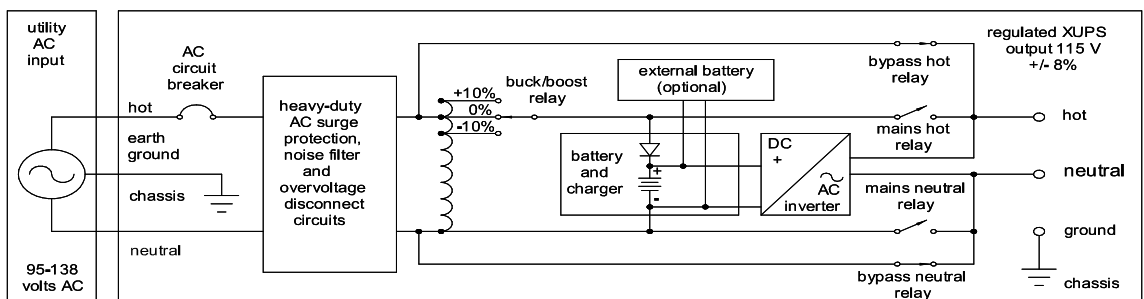 utility
AC
input
95-138
volts AC
AC
circuit
breaker
hot
earth
ground
chassis
neutral
heavy-duty
AC surge
protection,
noise filter
and
overvoltage
disconnect
circuits
+10%
0%
-10%
buck/boost
relay
external battery
(optional)
battery
and
charger
+
-
DC
+
AC
inverter
bypass hot
relay
mains hot
relay
mains neutral
relay
bypass neutral
relay
regulated XUPS
output 115 V
+/- 8%
hot
neutral
ground
chassis